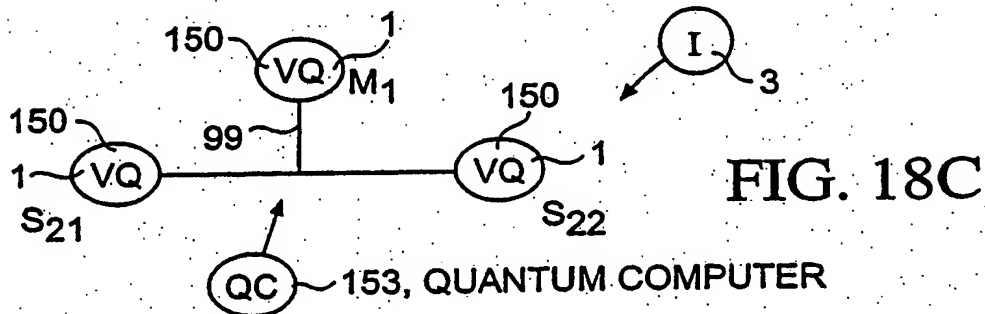 150 VQ 1 M1
I 3
150 1 VQ S21
99
150 VQ 1 S22
FIG. 18C
QC 153, QUANTUM COMPUTER